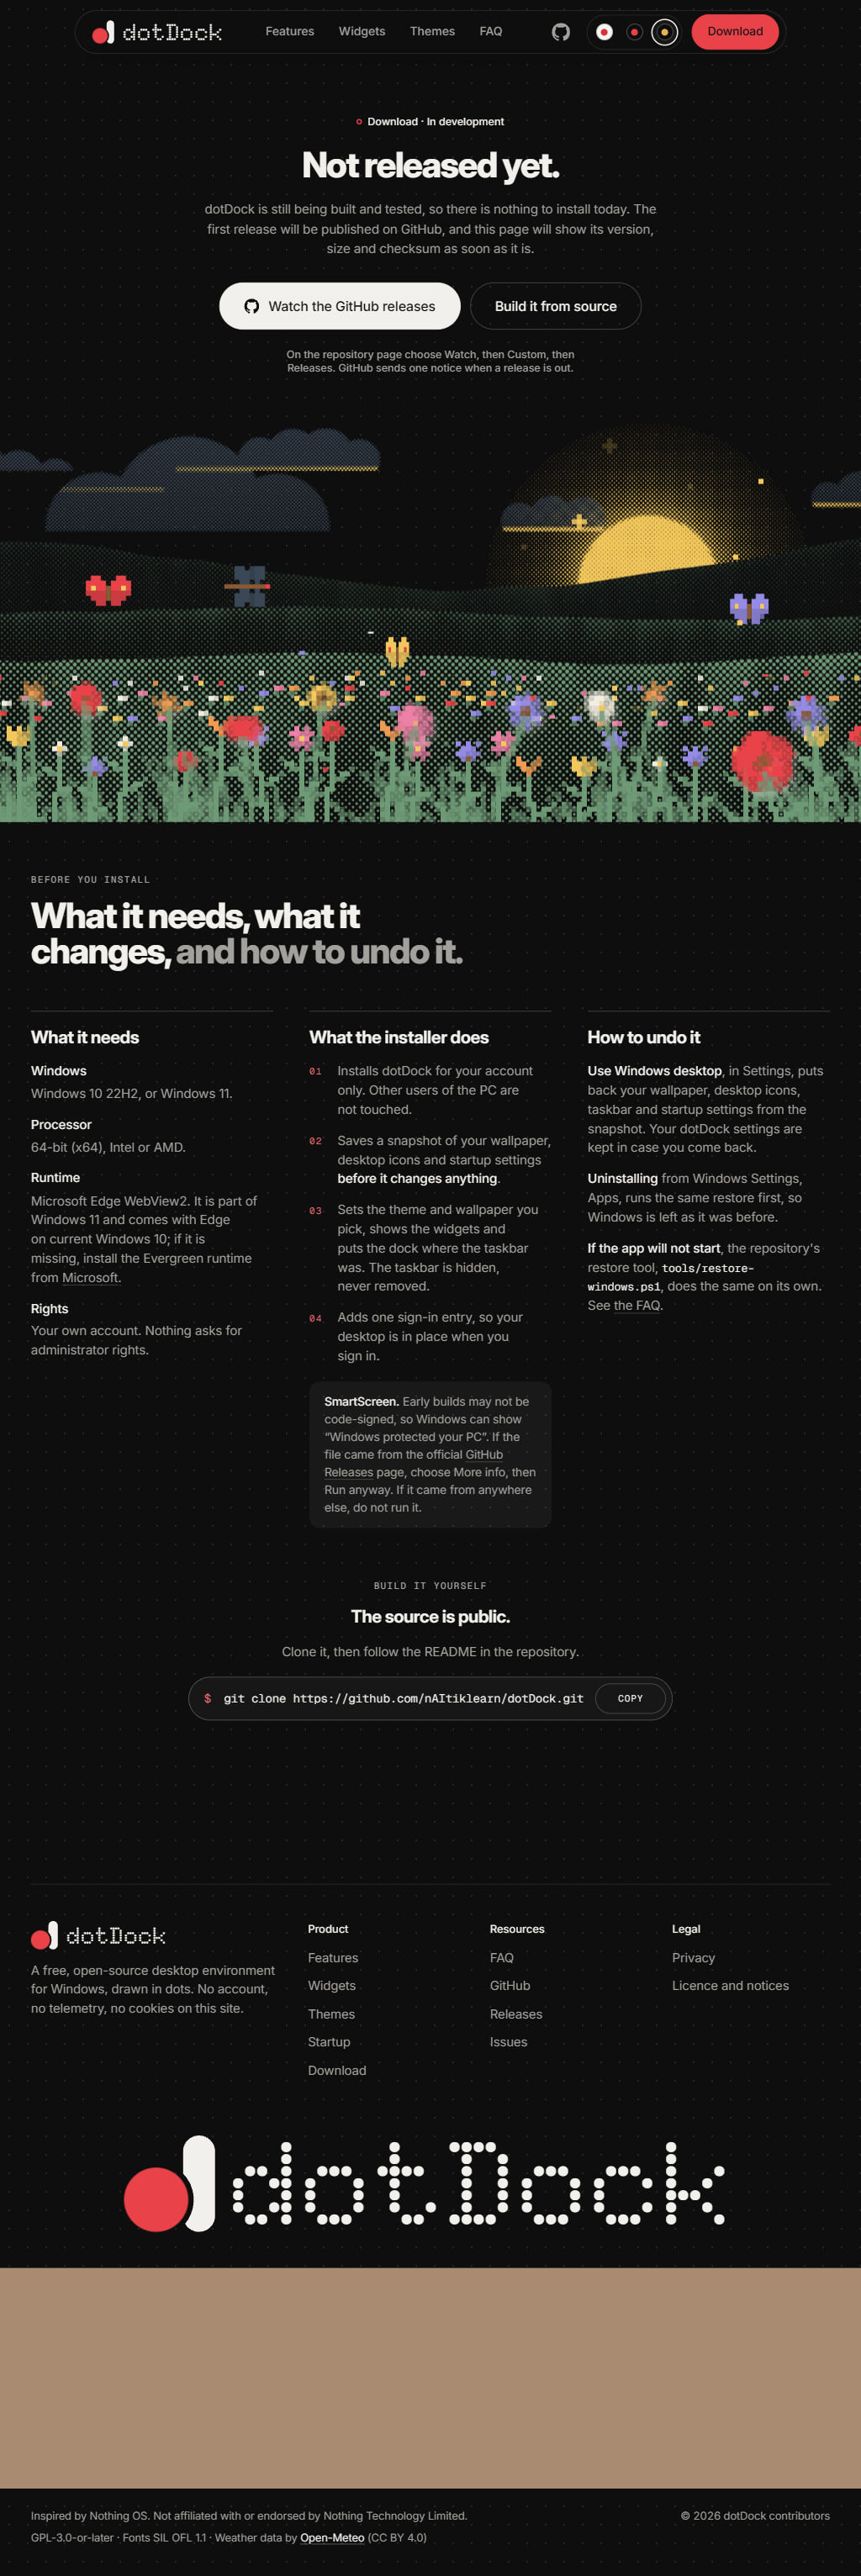 dotDock
Features
Widgets
Themes
FAQ
Download
Download · In development
Not released yet.
dotDock is still being built and tested, so there is nothing to install today. The
first release will be published on GitHub, and this page will show its version,
size and checksum as soon as it is.
Watch the GitHub releases
Build it from source
On the repository page choose Watch, then Custom, then
Releases. GitHub sends one notice when a release is out.
BEFORE YOU INSTALL
What it needs, what it
changes, and how to undo it.
What it needs
Windows
Windows 10 22H2, or Windows 11.
Processor
64-bit (x64), Intel or AMD.
Runtime
Microsoft Edge WebView2. It is part of
Windows 11 and comes with Edge
on current Windows 10; if it is
missing, install the Evergreen runtime
from Microsoft.
Rights
Your own account. Nothing asks for
administrator rights.
What the installer does
01 Installs dotDock for your account
only. Other users of the PC are
not touched.
02 Saves a snapshot of your wallpaper,
desktop icons and startup settings
before it changes anything.
03 Sets the theme and wallpaper you
pick, shows the widgets and
puts the dock where the taskbar
was. The taskbar is hidden,
never removed.
04 Adds one sign-in entry, so your
desktop is in place when you
sign in.
SmartScreen. Early builds may not be
code-signed, so Windows can show
“Windows protected your PC”. If the
file came from the official GitHub
Releases page, choose More info, then
Run anyway. If it came from anywhere
else, do not run it.
How to undo it
Use Windows desktop, in Settings, puts
back your wallpaper, desktop icons,
taskbar and startup settings from the
snapshot. Your dotDock settings are
kept in case you come back.
Uninstalling from Windows Settings,
Apps, runs the same restore first, so
Windows is left as it was before.
If the app will not start, the repository's
restore tool, tools/restore-
windows.ps1, does the same on its own.
See the FAQ.
BUILD IT YOURSELF
The source is public.
Clone it, then follow the README in the repository.
$ git clone https://github.com/nAItiklearn/dotDock.git
COPY
dotDock
A free, open-source desktop environment
for Windows, drawn in dots. No account,
no telemetry, no cookies on this site.
Product
Features
Widgets
Themes
Startup
Download
Resources
FAQ
GitHub
Releases
Issues
Legal
Privacy
Licence and notices
dotDock
Inspired by Nothing OS. Not affiliated with or endorsed by Nothing Technology Limited.
© 2026 dotDock contributors
GPL-3.0-or-later · Fonts SIL OFL 1.1 · Weather data by Open-Meteo (CC BY 4.0)